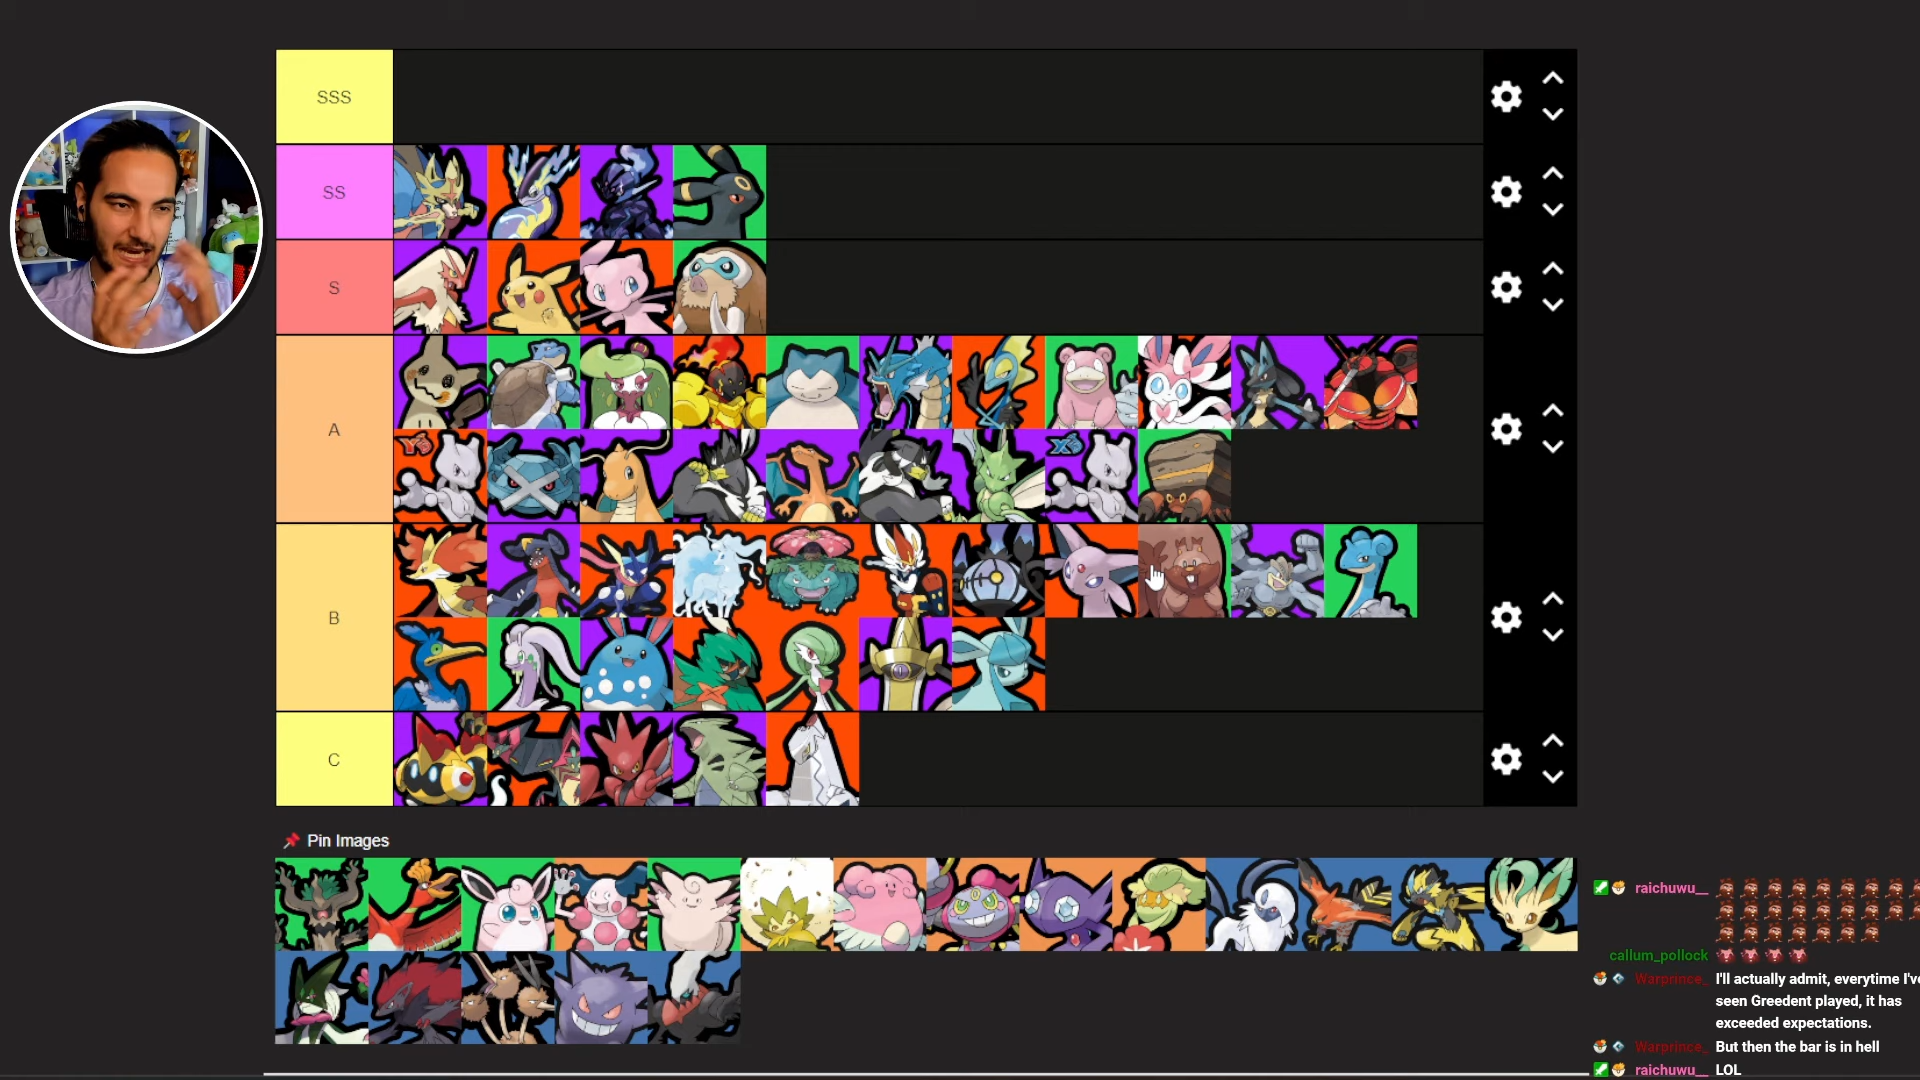 SSS
SS
S
A
Y
X
B
C
Pin Images
raichuwu__
callum_pollock
Warprince_ I'll actually admit, everytime I've
seen Greedent played, it has
exceeded expectations.
Warprince_ But then the bar is in hell
raichuwu__ LOL